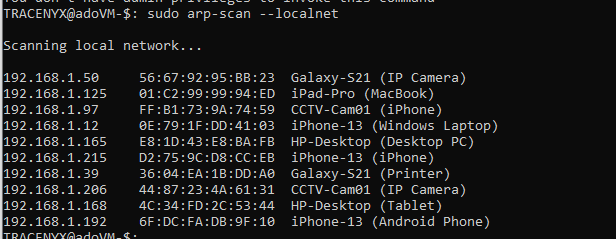 You don't have admin privileges to invoke this command
TRACENYX@adoVM-$: sudo arp-scan --localnet
Scanning local network...
192.168.1.50 56:67:92:95:BB:23 Galaxy-S21 (IP Camera)
192.168.1.125 01:C2:99:99:94:ED iPad-Pro (MacBook)
192.168.1.97 FF:B1:73:9A:74:59 CCTV-Cam01 (iPhone)
192.168.1.12 0E:79:1F:DD:41:03 iPhone-13 (Windows Laptop)
192.168.1.165 E8:1D:43:E8:BA:FB HP-Desktop (Desktop PC)
192.168.1.215 D2:75:9C:D8:CC:EB iPhone-13 (iPhone)
192.168.1.39 36:04:EA:1B:DD:A0 Galaxy-S21 (Printer)
192.168.1.206 44:87:23:4A:61:31 CCTV-Cam01 (IP Camera)
192.168.1.168 4C:34:FD:2C:53:44 HP-Desktop (Tablet)
192.168.1.192 6F:DC:FA:DB:9F:10 iPhone-13 (Android Phone)
TRACENYX@adoVM-$: